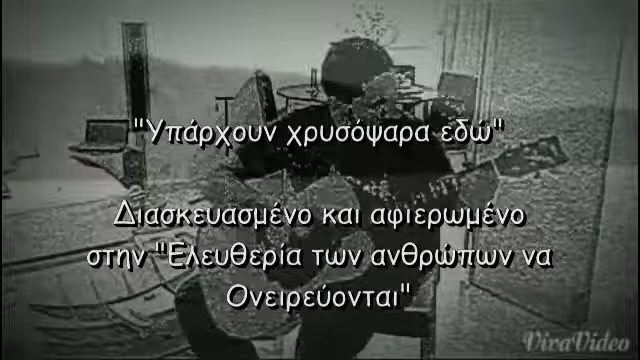 "Υπάρχουν χρυσόψαρα εδώ"
Διασκευασμένο και αφιερωμένο
στην "Ελευθερία των ανθρώπων να
Ονειρεύονται"
VivaVideo